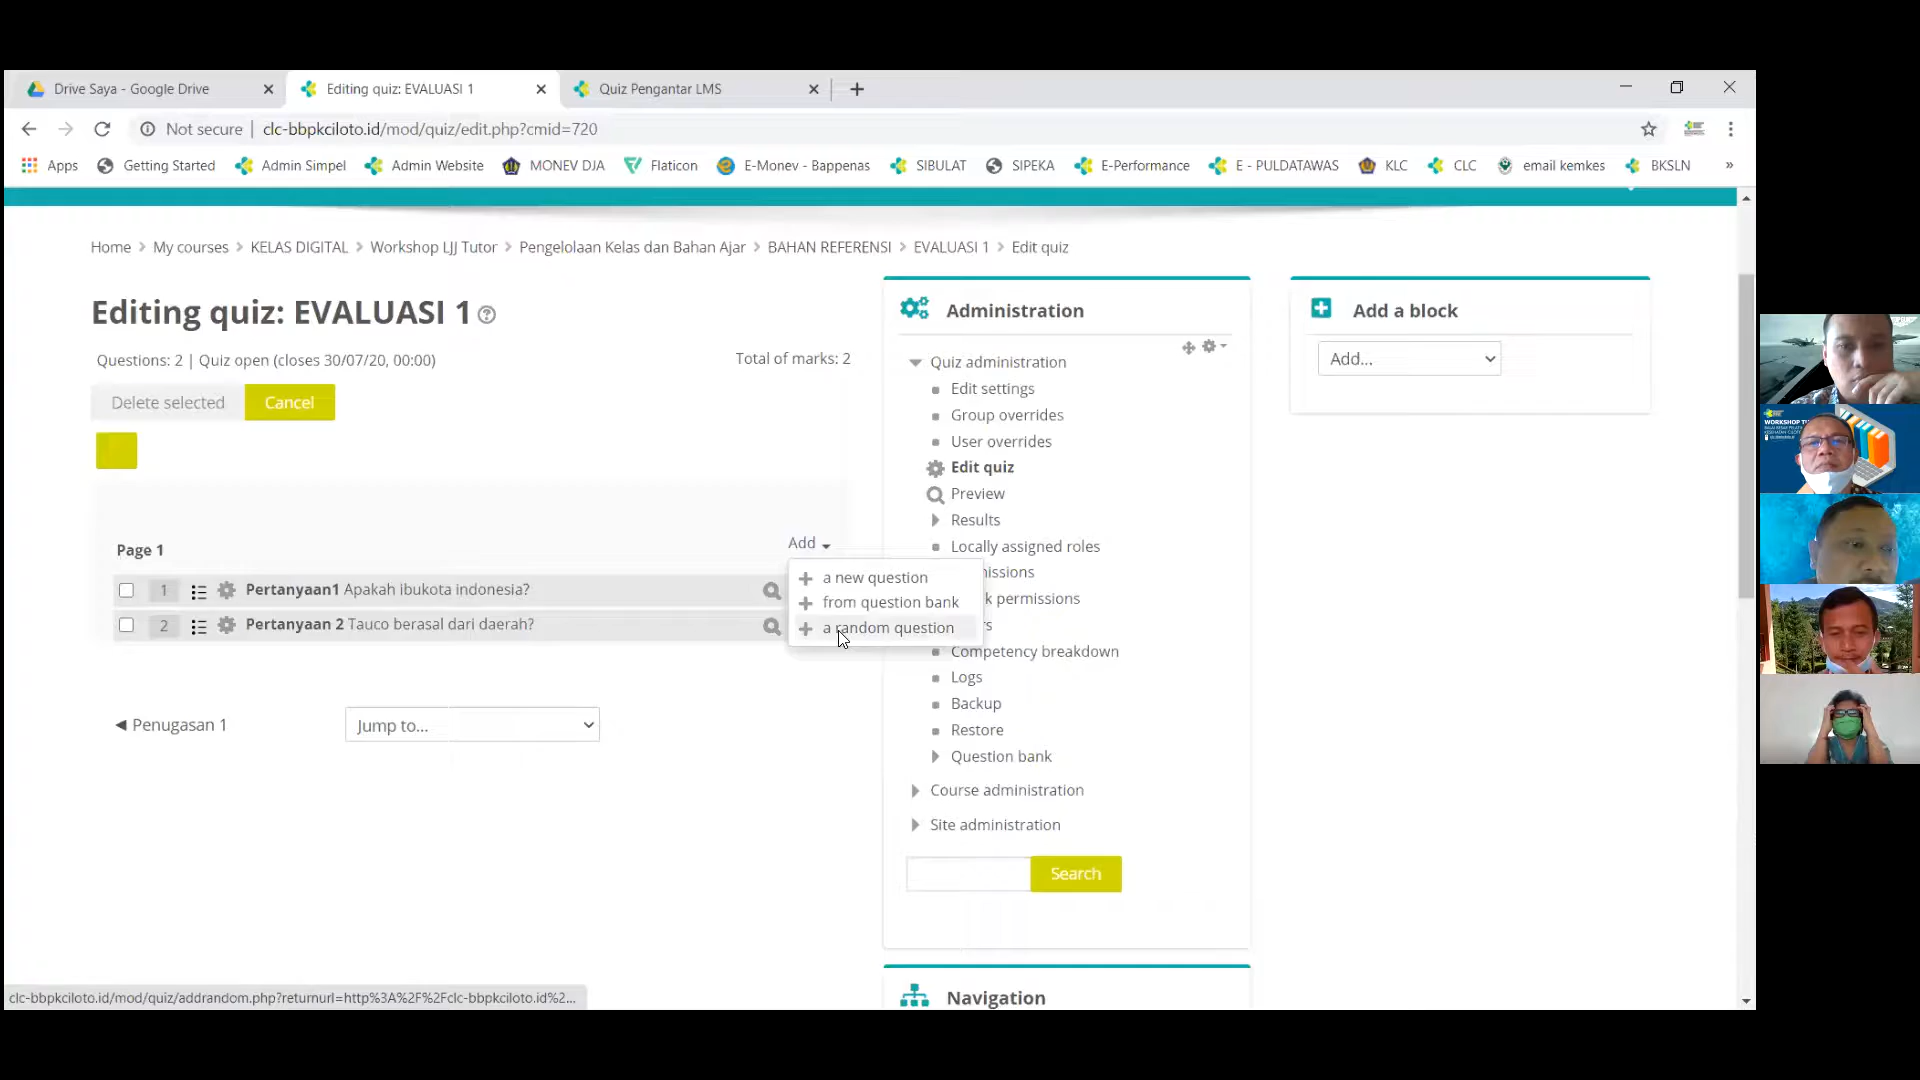 Drive Saya - Google Drive
Editing quiz: EVALUASI 1
Quiz Pengantar LMS
Not secure | clc-bbpkciloto.id/mod/quiz/edit.php?cmid=720
Apps Getting Started Admin Simpel Admin Website MONEV DJA Flaticon E-Monev - Bappenas SIBULAT SIPEKA E-Performance E - PULDATAWAS KLC CLC email kemkes BKSLN »
Home > My courses > KELAS DIGITAL > Workshop LJJ Tutor > Pengelolaan Kelas dan Bahan Ajar > BAHAN REFERENSI > EVALUASI 1 > Edit quiz
Editing quiz: EVALUASI 1
Questions: 2 | Quiz open (closes 30/07/20, 00:00)
Total of marks: 2
Delete selected
Cancel
Page 1
Add
1 Pertanyaan1 Apakah ibukota indonesia?
2 Pertanyaan 2 Tauco berasal dari daerah?
a new question
from question bank
a random question
◄ Penugasan 1
Jump to...
Administration
Quiz administration
Edit settings
Group overrides
User overrides
Edit quiz
Preview
Results
Locally assigned roles
issions
k permissions
s
Competency breakdown
Logs
Backup
Restore
Question bank
Course administration
Site administration
Search
Navigation
Add a block
Add...
WORKSHOP TU
clc-bbpkciloto.id/mod/quiz/addrandom.php?returnurl=http%3A%2F%2Fclc-bbpkciloto.id%2...